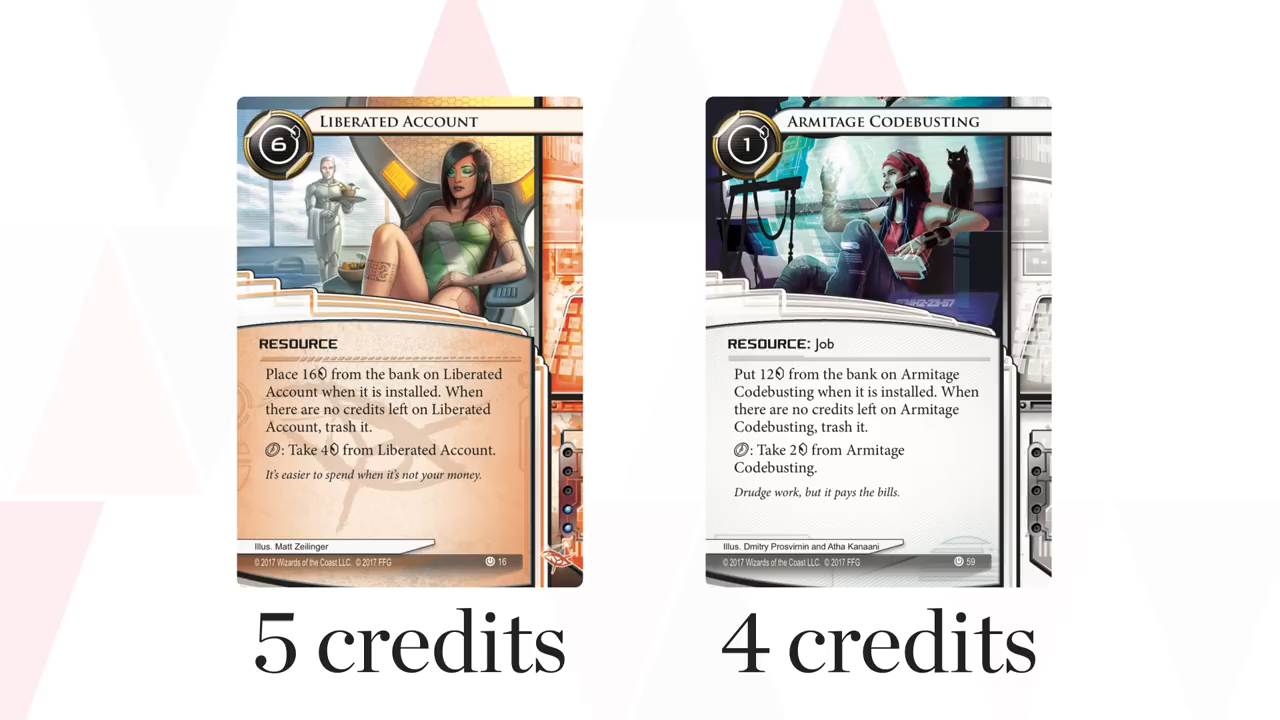 LIBERATED ACCOUNT
6
RESOURCE
Place 16 from the bank on Liberated
Account when it is installed. When
there are no credits left on Liberated
Account, trash it.
: Take 4 from Liberated Account.
It's easier to spend when it's not your money.
Illus. Matt Zeilinger
© 2017 Wizards of the Coast LLC. © 2017 FFG
16
5 credits
ARMITAGE CODEBUSTING
1
RESOURCE: Job
Put 12 from the bank on Armitage
Codebusting when it is installed. When
there are no credits left on Armitage
Codebusting, trash it.
: Take 2 from Armitage
Codebusting.
Drudge work, but it pays the bills.
Illus. Dmitry Prosvirnin and Atha Kanaani
© 2017 Wizards of the Coast LLC. © 2017 FFG
59
4 credits